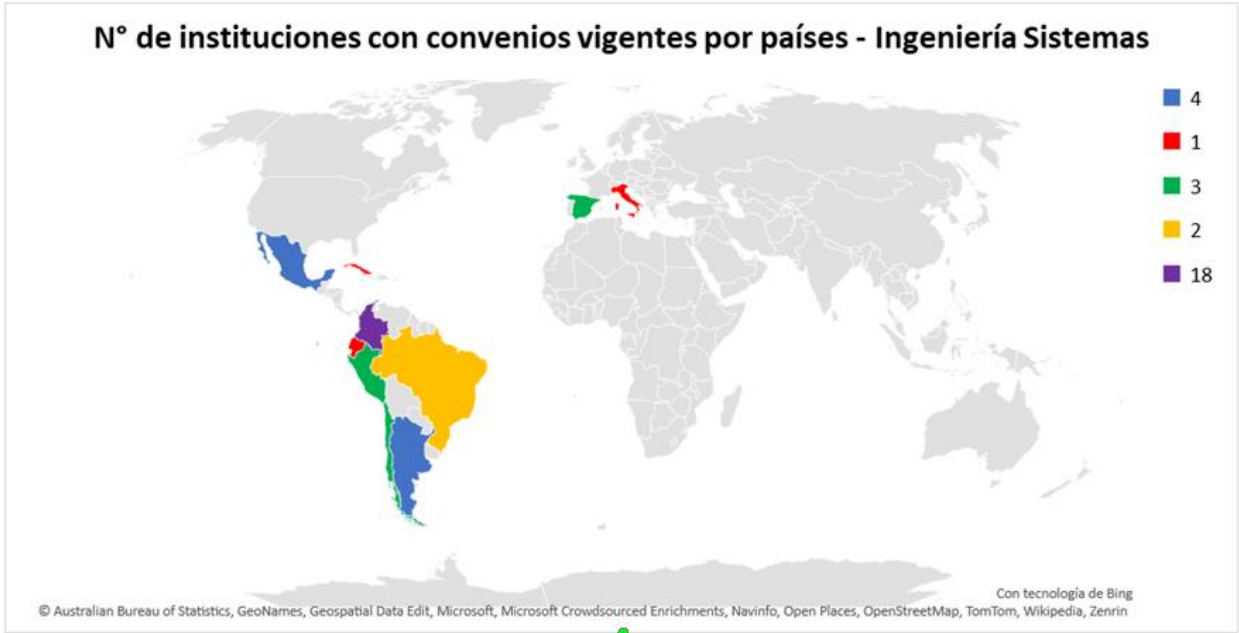 N° de instituciones con convenios vigentes por países - Ingeniería Sistemas
4
1
3
2
18
Con tecnología de Bing
© Australian Bureau of Statistics, GeoNames, Geospatial Data Edit, Microsoft, Microsoft Crowdsourced Enrichments, Navinfo, Open Places, OpenStreetMap, TomTom, Wikipedia, Zenrin